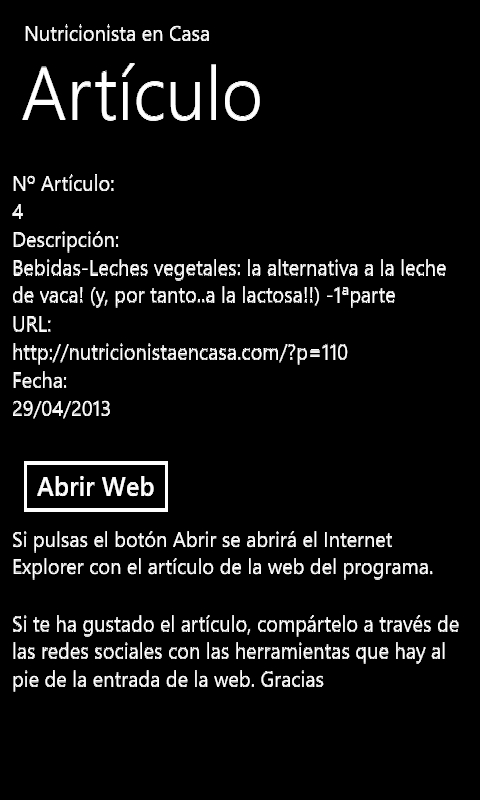 Nutricionista en Casa
Artículo
Nº Artículo:
4
Descripción:
Bebidas-Leches vegetales: la alternativa a la leche
de vaca! (y, por tanto..a la lactosa!!) -1ªparte
URL:
http://nutricionistaencasa.com/?p=110
Fecha:
29/04/2013
Abrir Web
Si pulsas el botón Abrir se abrirá el Internet
Explorer con el artículo de la web del programa.
Si te ha gustado el artículo, compártelo a través de
las redes sociales con las herramientas que hay al
pie de la entrada de la web. Gracias